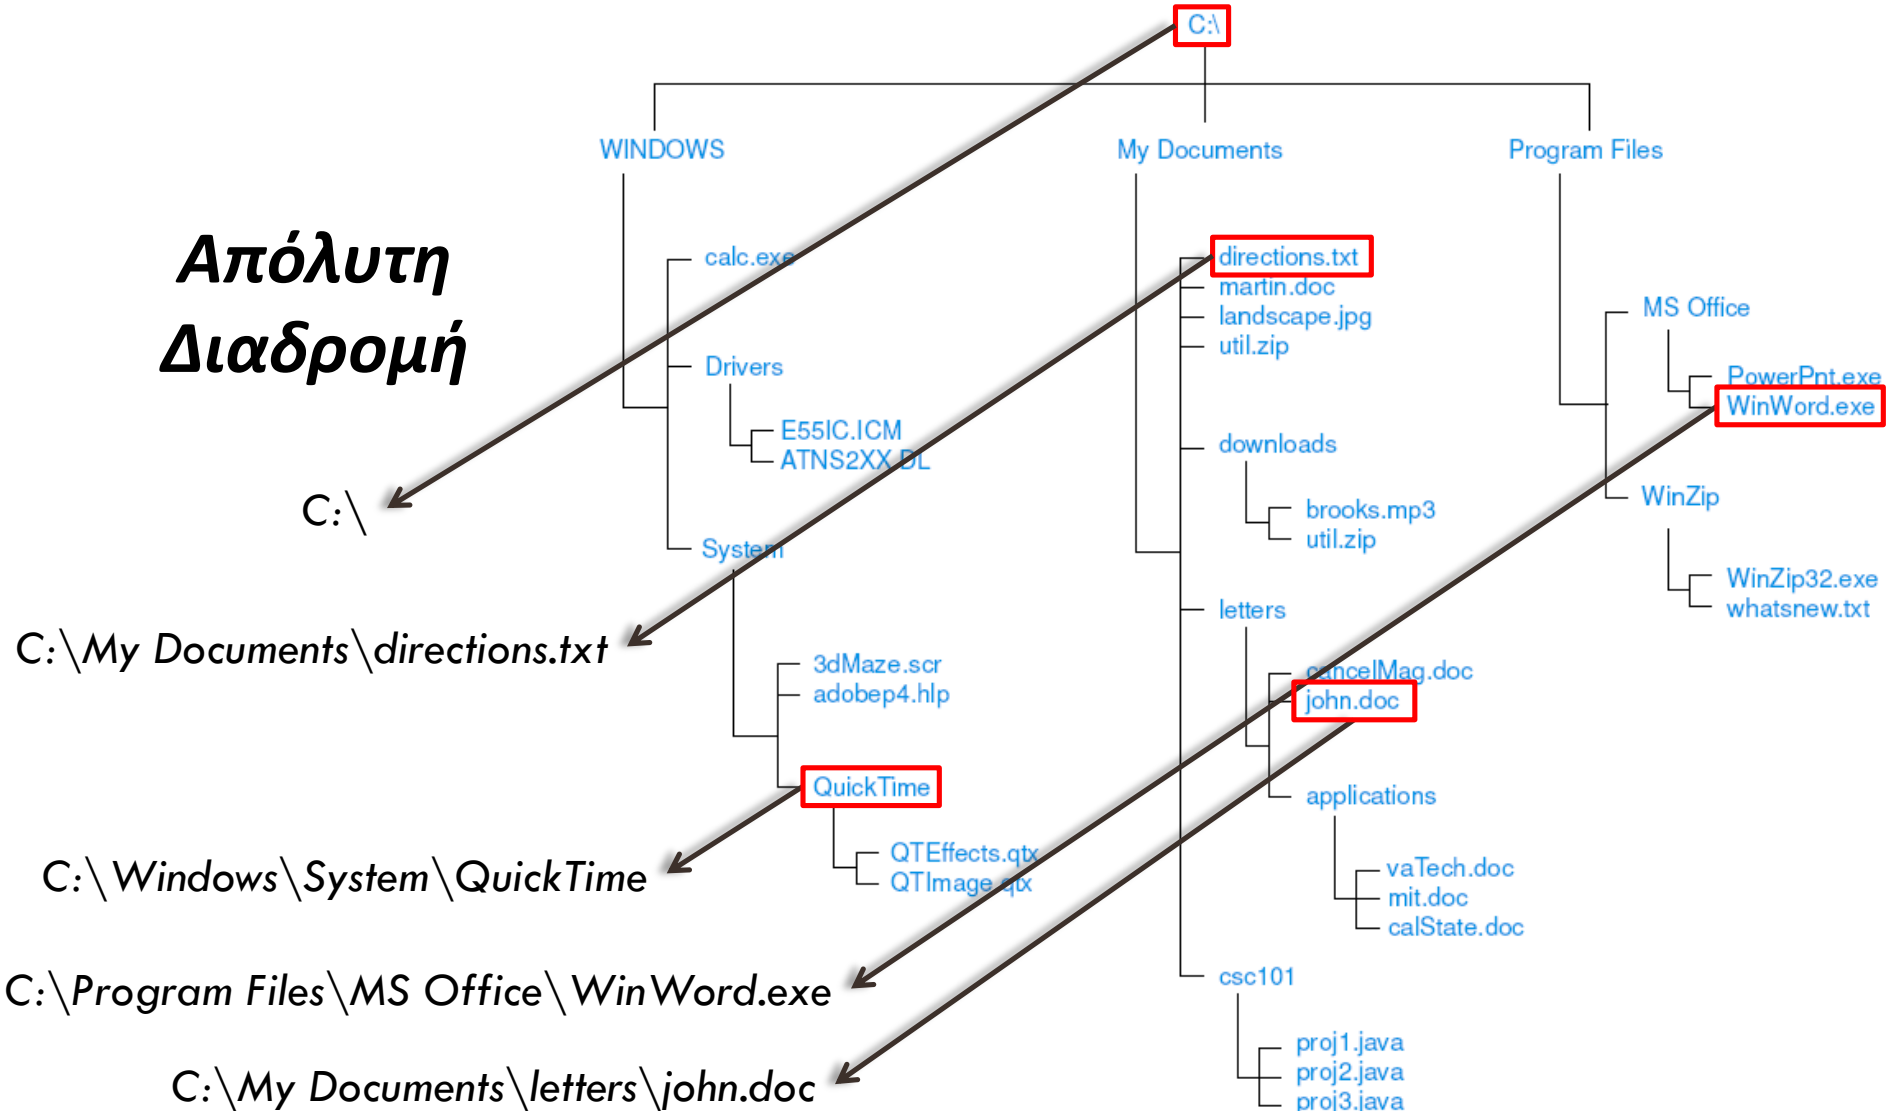 C:\
WINDOWS
My Documents
Program Files
Απόλυτη
Διαδρομή
calc.exe
Drivers
E55IC.ICM
ATNS2XX.DL
System
3dMaze.scr
adobep4.hlp
QuickTime
QTEffects.qtx
QTImage.qtx
directions.txt
martin.doc
landscape.jpg
util.zip
downloads
brooks.mp3
util.zip
letters
cancelMag.doc
john.doc
applications
vaTech.doc
mit.doc
calState.doc
csc101
proj1.java
proj2.java
proj3.java
MS Office
PowerPnt.exe
WinWord.exe
WinZip
WinZip32.exe
whatsnew.txt
C:\
C:\My Documents\directions.txt
C:\Windows\System\QuickTime
C:\Program Files\MS Office\WinWord.exe
C:\My Documents\letters\john.doc